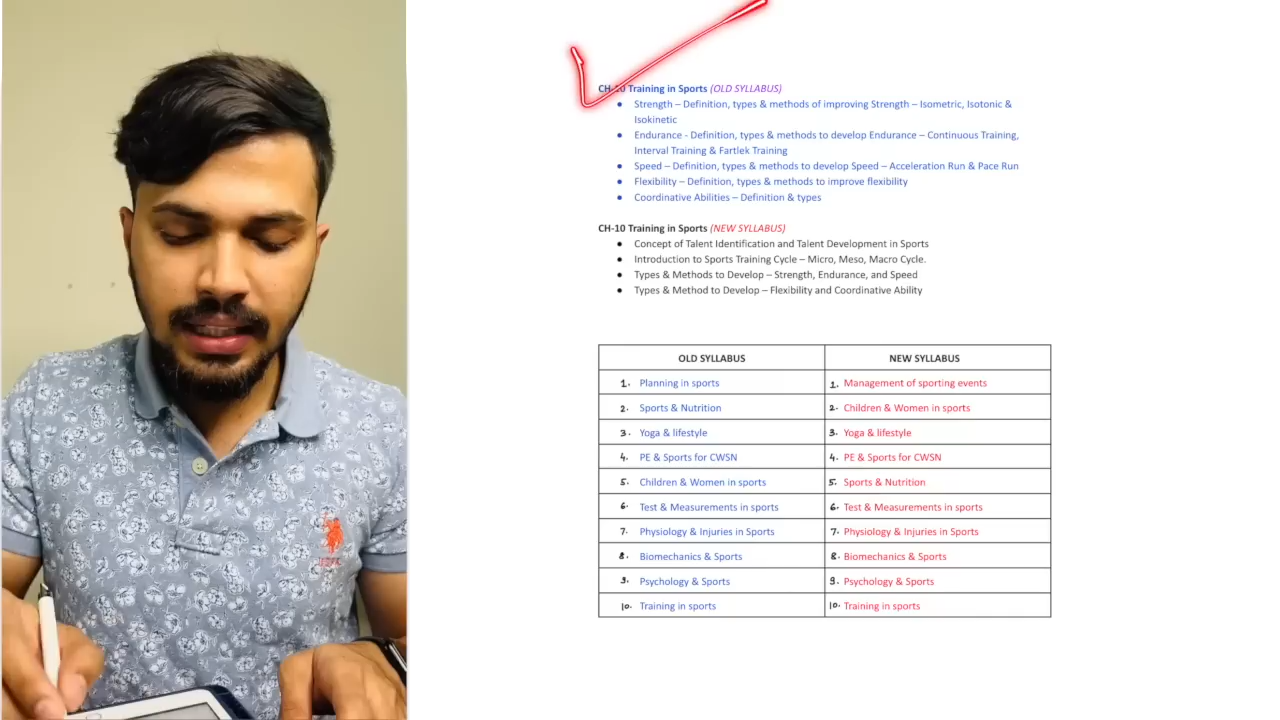 CH-10 Training in Sports (OLD SYLLABUS)
● Strength – Definition, types & methods of improving Strength – Isometric, Isotonic &
Isokinetic
● Endurance - Definition, types & methods to develop Endurance – Continuous Training,
Interval Training & Fartlek Training
● Speed – Definition, types & methods to develop Speed – Acceleration Run & Pace Run
● Flexibility – Definition, types & methods to improve flexibility
● Coordinative Abilities – Definition & types
CH-10 Training in Sports (NEW SYLLABUS)
● Concept of Talent Identification and Talent Development in Sports
● Introduction to Sports Training Cycle – Micro, Meso, Macro Cycle.
● Types & Methods to Develop – Strength, Endurance, and Speed
● Types & Method to Develop – Flexibility and Coordinative Ability
OLD SYLLABUS NEW SYLLABUS
1. Planning in sports 1. Management of sporting events
2. Sports & Nutrition 2. Children & Women in sports
3. Yoga & lifestyle 3. Yoga & lifestyle
4. PE & Sports for CWSN 4. PE & Sports for CWSN
5. Children & Women in sports 5. Sports & Nutrition
6. Test & Measurements in sports 6. Test & Measurements in sports
7. Physiology & Injuries in Sports 7. Physiology & Injuries in Sports
8. Biomechanics & Sports 8. Biomechanics & Sports
9. Psychology & Sports 9. Psychology & Sports
10. Training in sports 10. Training in sports